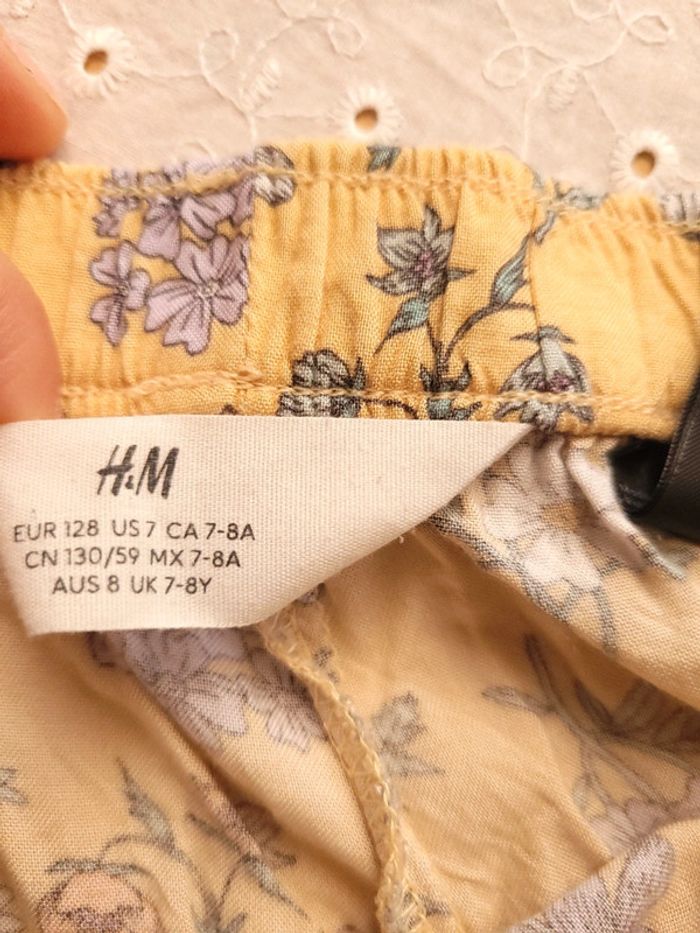 H&M
EUR 128 US 7 CA 7-8A
CN 130/59 MX 7-8A
AUS 8 UK 7-8Y